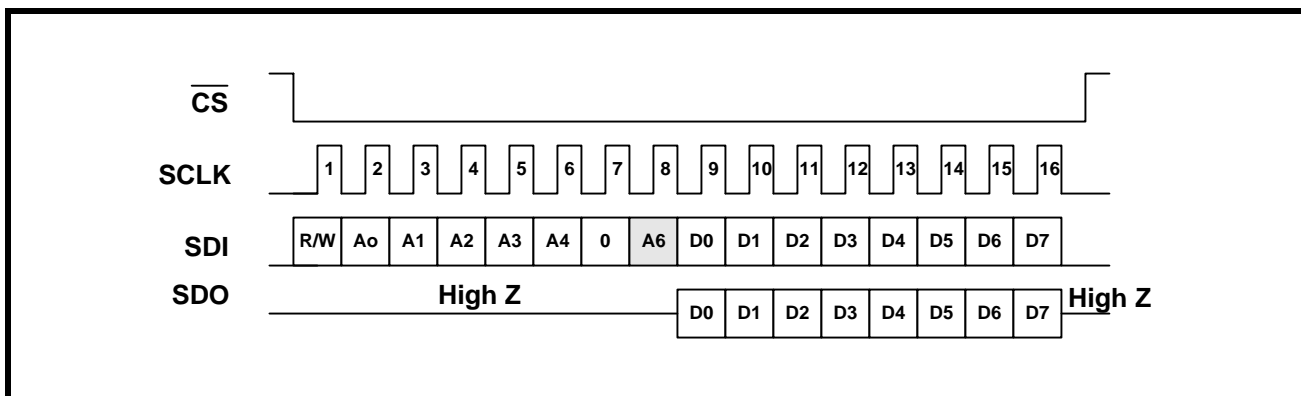 CS
SCLK 1 2 3 4 5 6 7 8 9 10 11 12 13 14 15 16
SDI R/W Ao A1 A2 A3 A4 0 A6 D0 D1 D2 D3 D4 D5 D6 D7
SDO High Z D0 D1 D2 D3 D4 D5 D6 D7 High Z